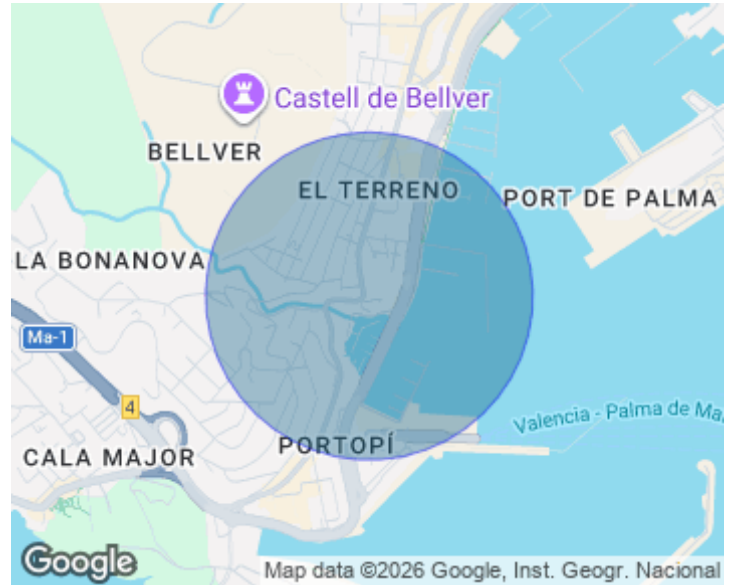 Castell de Bellver
BELLVER
EL TERRENO
PORT DE PALMA
LA BONANOVA
Ma-1
4
Valencia - Palma de Ma
PORTOPÍ
CALA MAJOR
Google
Map data ©2026 Google, Inst. Geogr. Nacional